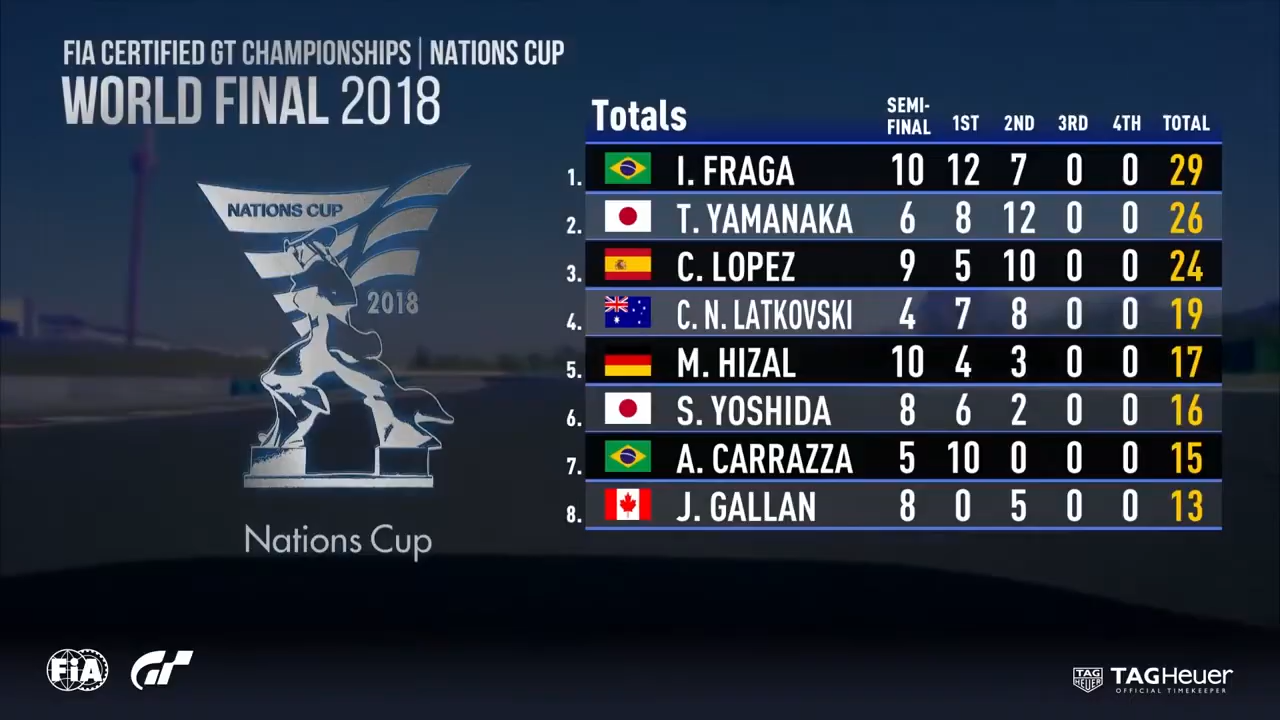 FIA CERTIFIED GT CHAMPIONSHIPS | NATIONS CUP
WORLD FINAL 2018
NATIONS CUP
2018
Nations Cup
Totals SEMI-FINAL 1ST 2ND 3RD 4TH TOTAL
1. I. FRAGA 10 12 7 0 0 29
2. T. YAMANAKA 6 8 12 0 0 26
3. C. LOPEZ 9 5 10 0 0 24
4. C. N. LATKOVSKI 4 7 8 0 0 19
5. M. HIZAL 10 4 3 0 0 17
6. S. YOSHIDA 8 6 2 0 0 16
7. A. CARRAZZA 5 10 0 0 0 15
8. J. GALLAN 8 0 5 0 0 13
FiA GT
TAG HEUER TAGHeuer
OFFICIAL TIMEKEEPER